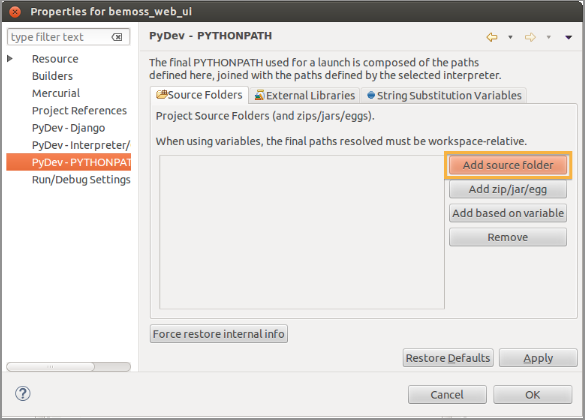 Properties for bemoss_web_ui
type filter text
Resource
Builders
Mercurial
Project References
PyDev - Django
PyDev - Interpreter/
PyDev - PYTHONPAT
Run/Debug Settings
PyDev - PYTHONPATH
The final PYTHONPATH used for a launch is composed of the paths
defined here, joined with the paths defined by the selected interpreter.
Source Folders External Libraries String Substitution Variables
Project Source Folders (and zips/jars/eggs).
When using variables, the final paths resolved must be workspace-relative.
Add source folder
Add zip/jar/egg
Add based on variable
Remove
Force restore internal info
Restore Defaults Apply
? Cancel OK